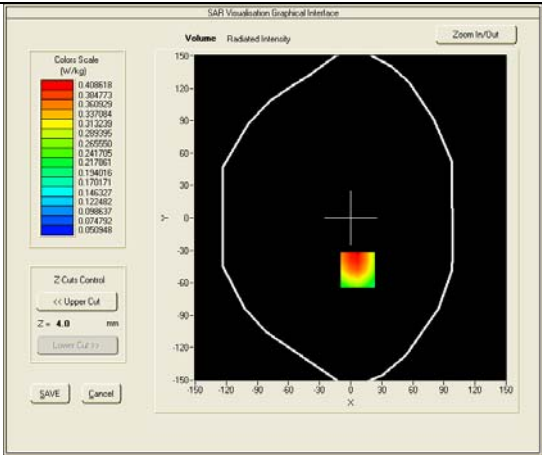 SAR Visualisation Graphical Interface
Volume Radiated Intensity
Zoom In/Out
Colors Scale
(W/kg)
0.408618
0.384773
0.360929
0.337084
0.313239
0.289395
0.265550
0.241705
0.217861
0.194016
0.170171
0.146327
0.122482
0.098637
0.074792
0.050948
Z-Cuts Control
<< Upper Cut
Z = 4.0 mm
Lower Cut >>
SAVE
Cancel
150
120
90
60
30
0
-30
-60
-90
-120
-150
Y
-150 -120 -90 -60 -30 0 30 60 90 120 150
X